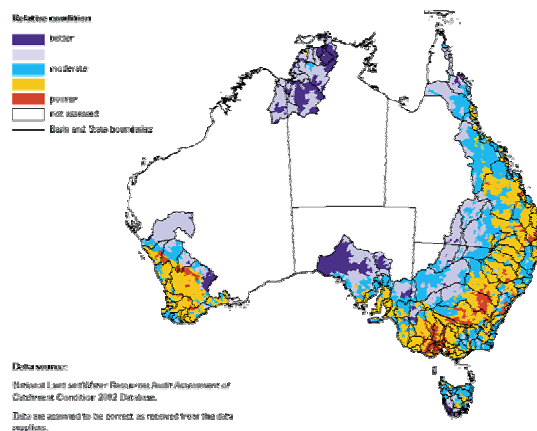 Relative condition
better
moderate
poorer
not assessed
Basin and State boundaries
Data source:
National Land and Water Resources Audit Assessment of
Catchment Condition 2002 Database.
Data are assumed to be correct as received from the data
suppliers.